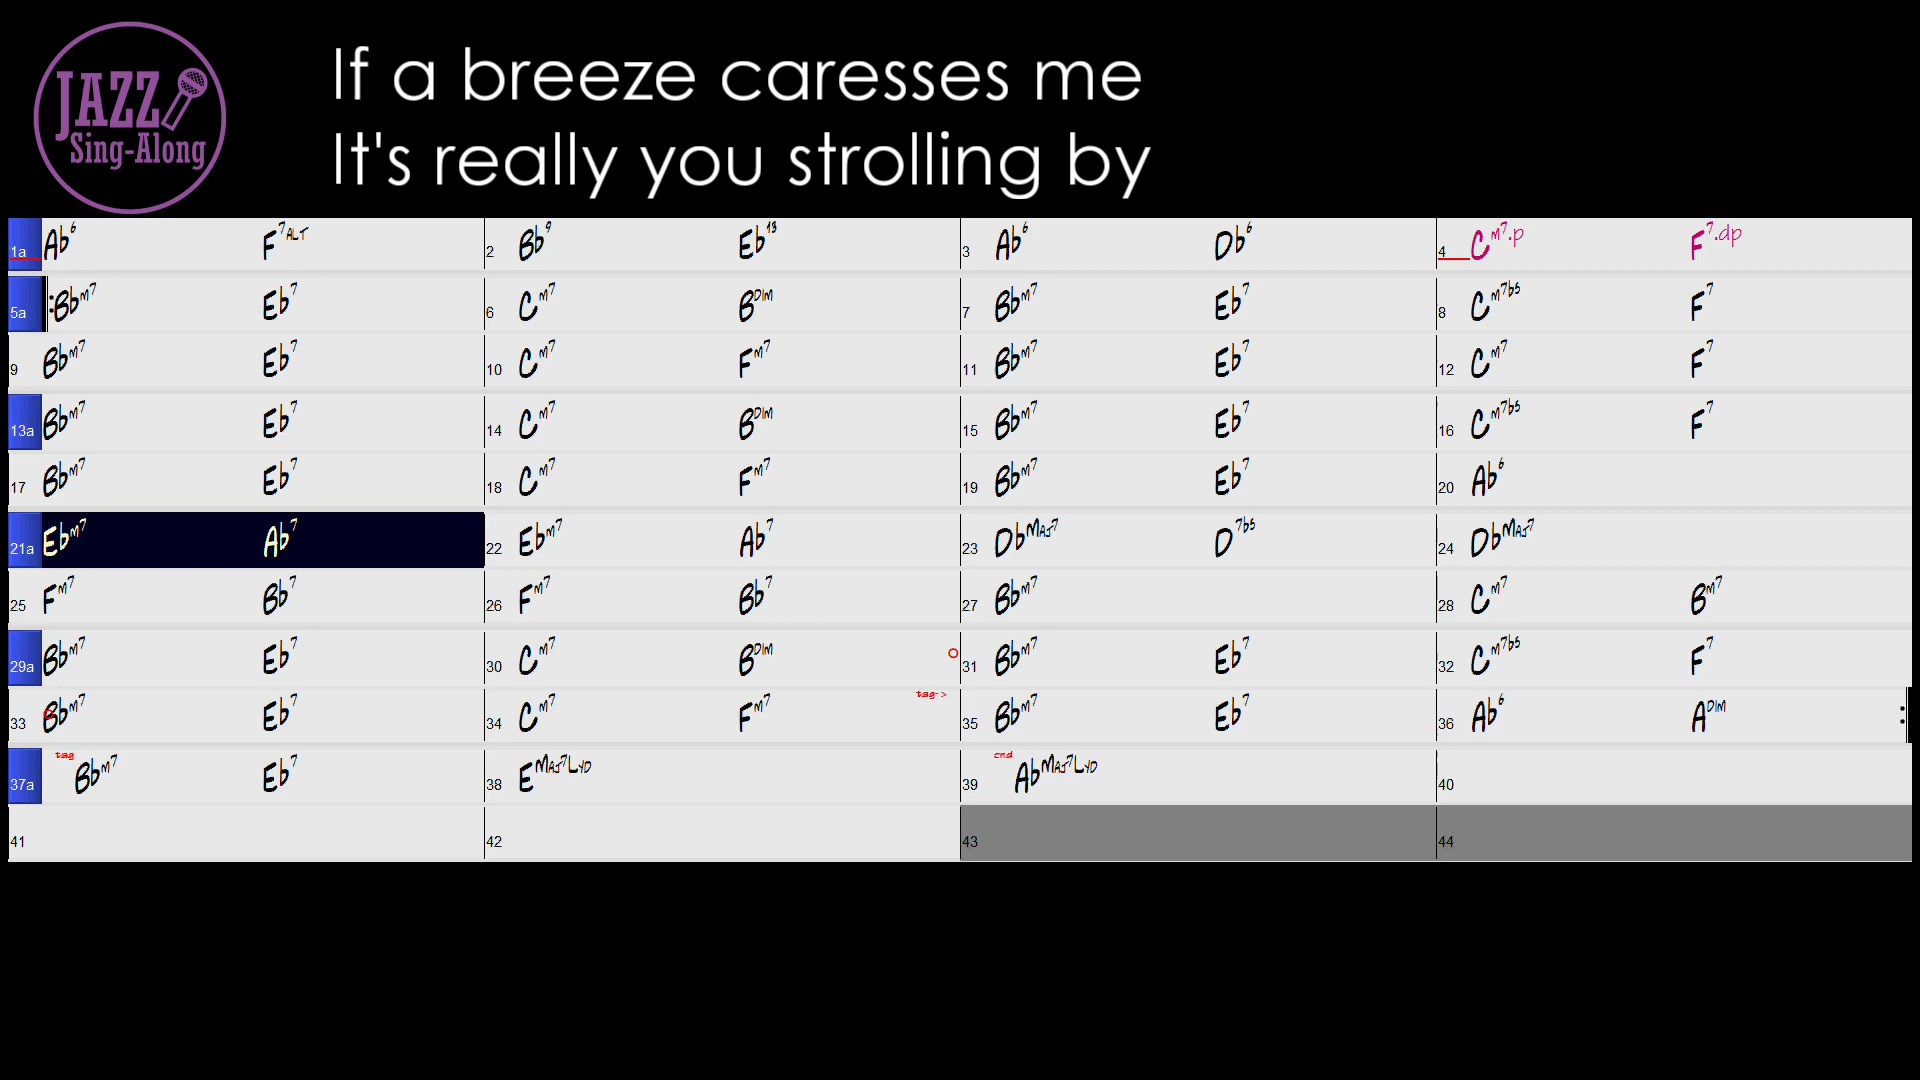 JAZZ
Sing-Along
If a breeze caresses me
It's really you strolling by
1a Ab6 F7ALT 2 Bb9 Eb13 3 Ab6 Db6 4 Cm7.p F7.dp
5a :Bbm7 Eb7 6 Cm7 BDIM 7 Bbm7 Eb7 8 Cm7b5 F7
9 Bbm7 Eb7 10 Cm7 Fm7 11 Bbm7 Eb7 12 Cm7 F7
13a Bbm7 Eb7 14 Cm7 BDIM 15 Bbm7 Eb7 16 Cm7b5 F7
17 Bbm7 Eb7 18 Cm7 Fm7 19 Bbm7 Eb7 20 Ab6
21a Ebm7 Ab7 22 Ebm7 Ab7 23 DbMAJ7 D7b5 24 DbMAJ7
25 Fm7 Bb7 26 Fm7 Bb7 27 Bbm7 28 Cm7 Bm7
29a Bbm7 Eb7 30 Cm7 BDIM 31 Bbm7 Eb7 32 Cm7b5 F7
33 Bbm7 Eb7 34 Cm7 Fm7 tag-> 35 Bbm7 Eb7 36 Ab6 ADIM :
37a tag Bbm7 Eb7 38 EMAJ7LYD 39 end AbMAJ7LYD 40
41 42 43 44